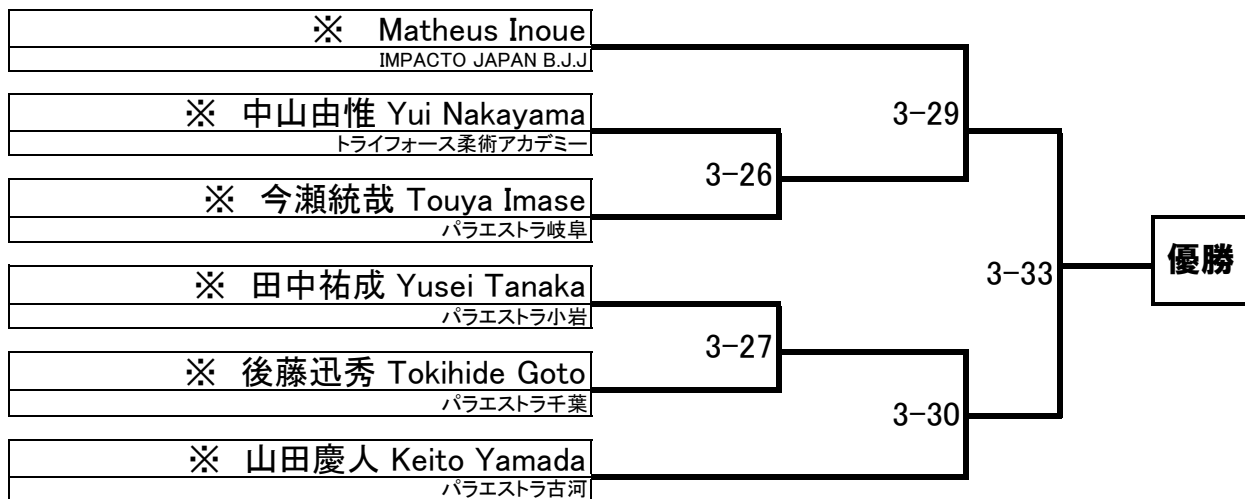 ※ Matheus Inoue
IMPACTO JAPAN B.J.J
※ 中山由惟 Yui Nakayama
トライフォース柔術アカデミー
※ 今瀬統哉 Touya Imase
パラエストラ岐阜
※ 田中祐成 Yusei Tanaka
パラエストラ小岩
※ 後藤迅秀 Tokihide Goto
パラエストラ千葉
※ 山田慶人 Keito Yamada
パラエストラ古河
3-26
3-27
3-29
3-30
3-33
優勝